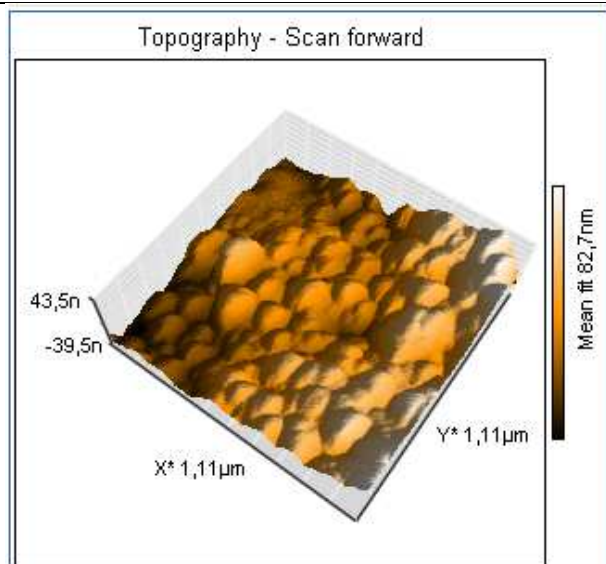 Topography - Scan forward
43,5n
-39,5n
X* 1,11µm
Y* 1,11µm
Mean fit 82,7nm